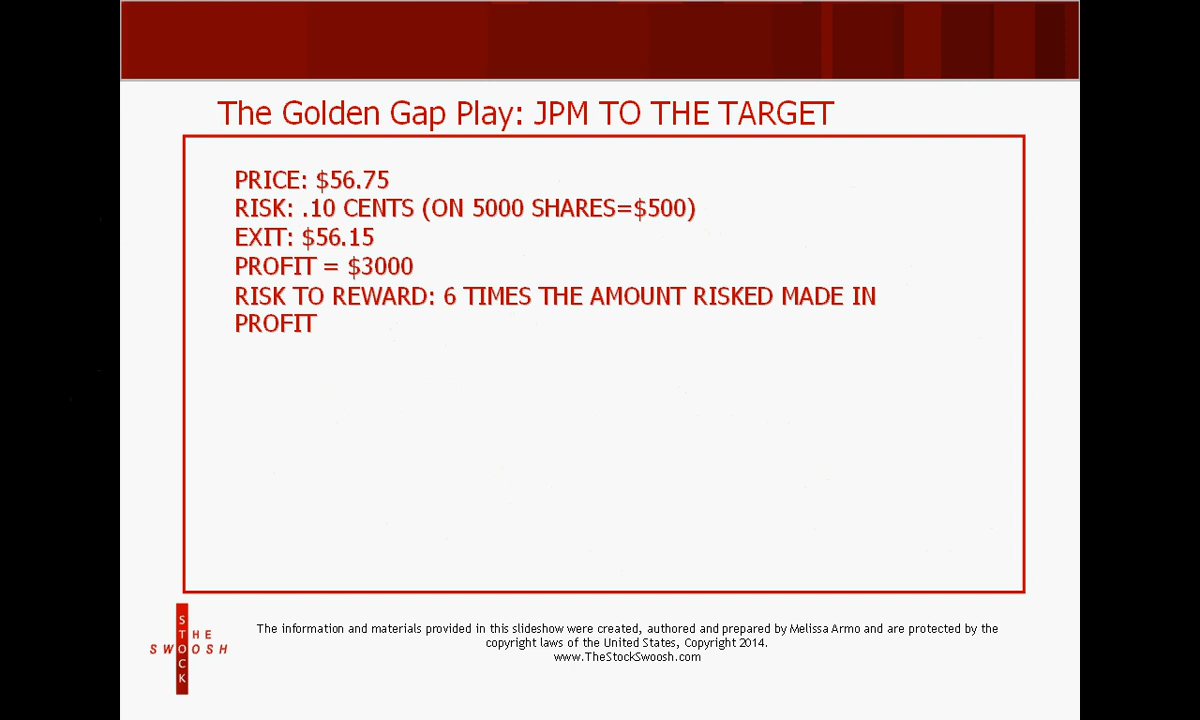 The Golden Gap Play: JPM TO THE TARGET
PRICE: $56.75
RISK: .10 CENTS (ON 5000 SHARES=$500)
EXIT: $56.15
PROFIT = $3000
RISK TO REWARD: 6 TIMES THE AMOUNT RISKED MADE IN
PROFIT
THE
STOCK
SWOOSH
The information and materials provided in this slideshow were created, authored and prepared by Melissa Armo and are protected by the
copyright laws of the United States, Copyright 2014.
www.TheStockSwoosh.com